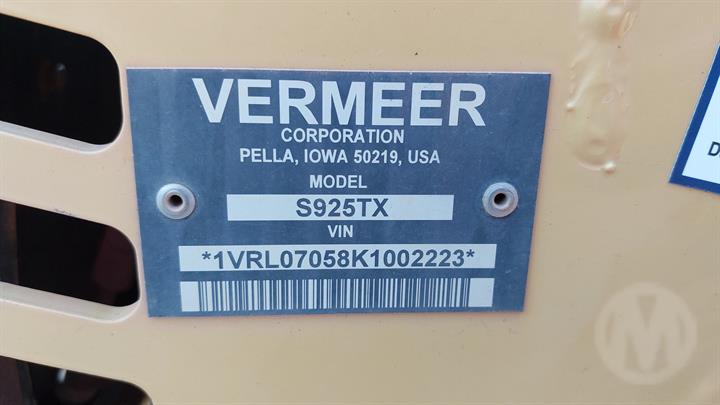 VERMEER
CORPORATION
PELLA, IOWA 50219, USA
MODEL
S925TX
VIN
*1VRL07058K1002223*
D
M